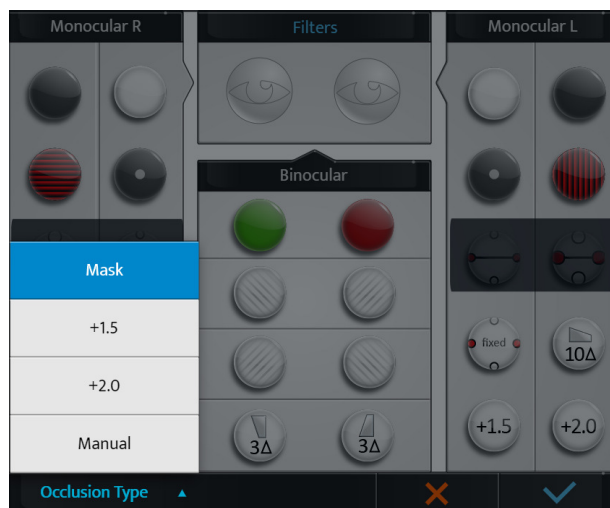 Monocular R
Filters
Monocular L
Binocular
Mask
+1.5
+2.0
Manual
fixed
10Δ
3Δ
3Δ
+1.5
+2.0
Occlusion Type